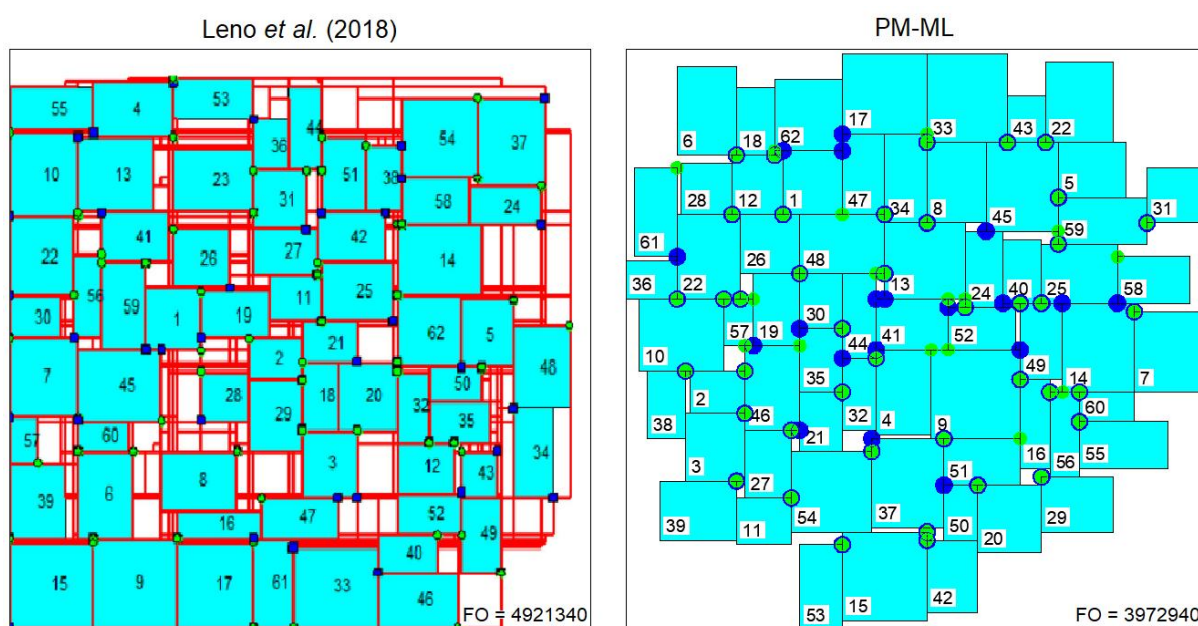 Leno et al. (2018)
PM-ML
55 4 53
36 44
54 37
10 13 23 51 38
31 58 24
41 42
22 26 27 14
56 59 11 25
30 1 19 62 5
7 2 21 48
45 28 18 20 50
29 32 35
57 60 3 12 34
39 6 8 43
16 47 52 49
15 9 17 61 33 40
46
FO = 4921340
6 18 62 17 33 43 22
28 12 1 47 34 8 45 5
61 59 31
36 22 26 48 13 24 40 25 58
57 19 30 41 52
10 44 49
2 35 14 7
38 46 21 32 4 9 60
3 16 56 55
27 51
39 11 54 37 50 20 29
53 15 42
FO = 3972940